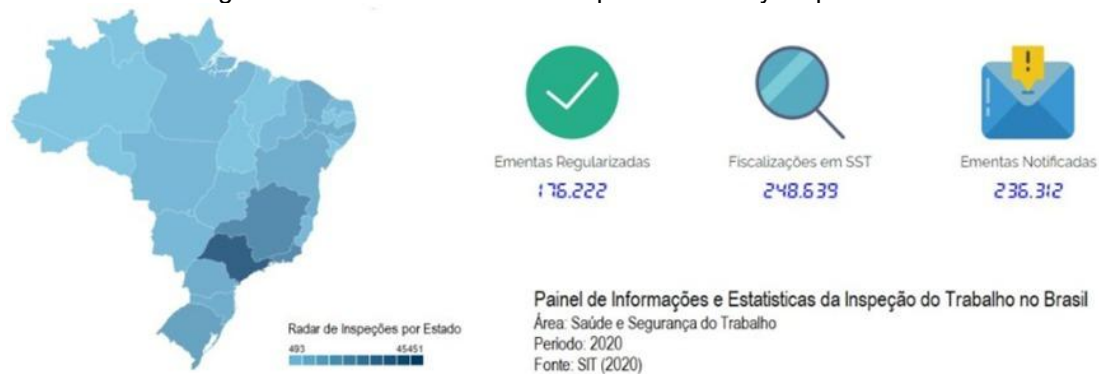 Ementas Regularizadas
176.222
Fiscalizações em SST
248.639
Ementas Notificadas
236.312
Painel de Informações e Estatisticas da Inspeção do Trabalho no Brasil
Área: Saúde e Segurança do Trabalho
Periodo: 2020
Fonte: SIT (2020)
Radar de Inspeções por Estado
493 45451